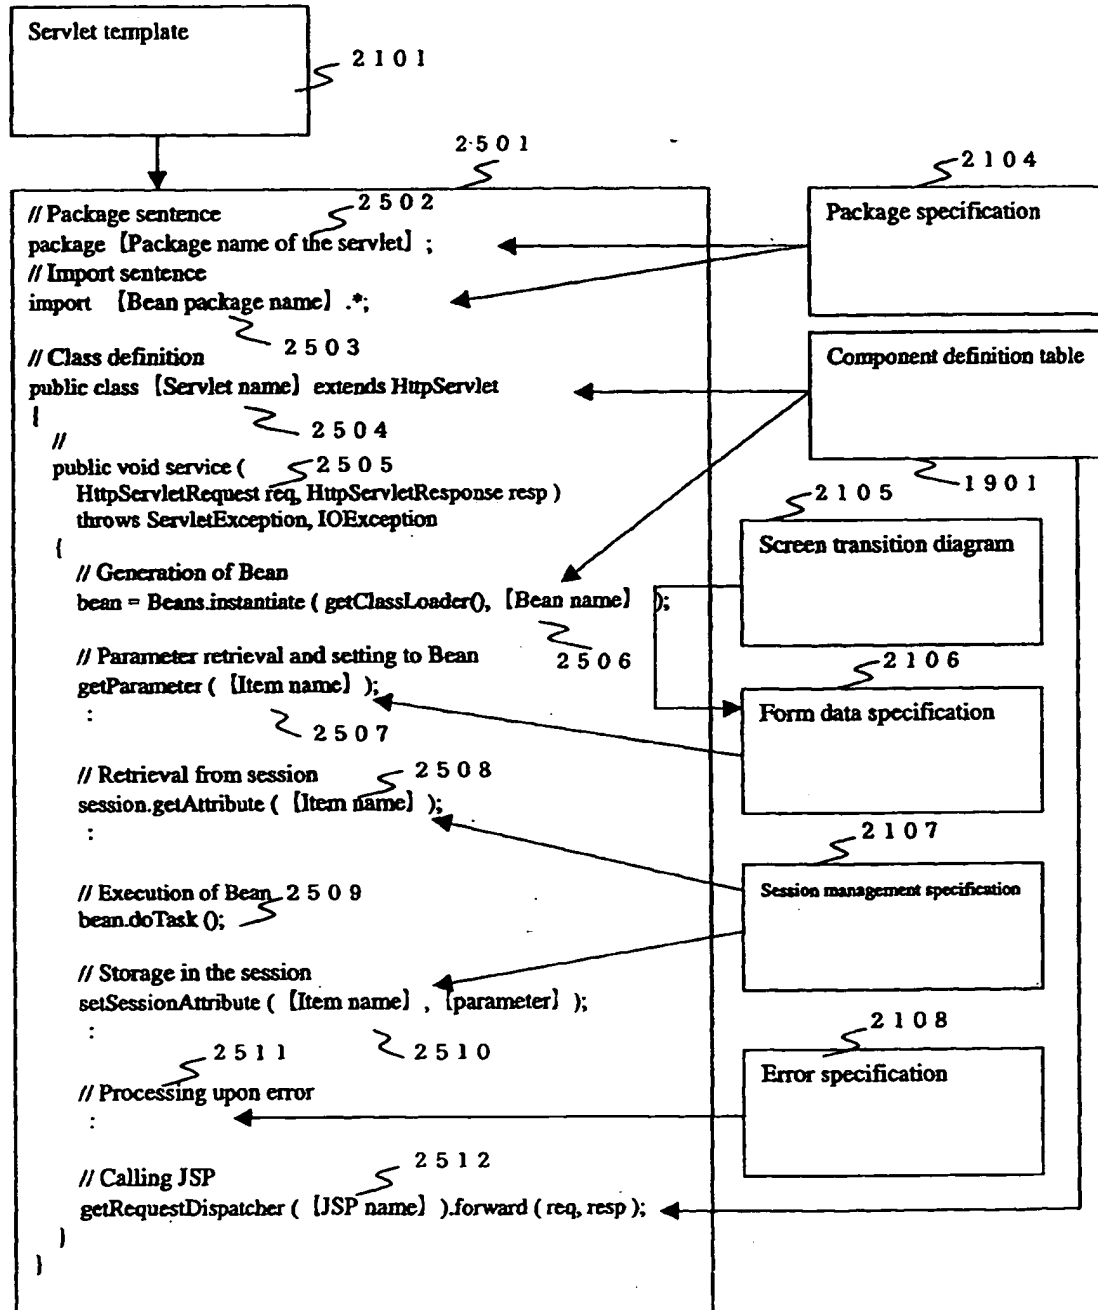 Servlet template
2101
2501
// Package sentence
2502
package 【Package name of the servlet】 ;
// Import sentence
import 【Bean package name】 .*;
2503
// Class definition
public class 【Servlet name】 extends HttpServlet
{
2504
//
public void service (
2505
HttpServletRequest req, HttpServletResponse resp )
throws ServletException, IOException
{
// Generation of Bean
bean = Beans.instantiate ( getClassLoader(), 【Bean name】 );
2506
// Parameter retrieval and setting to Bean
getParameter ( 【Item name】 );
:
2507
// Retrieval from session
2508
session.getAttribute ( 【Item name】 );
:
// Execution of Bean
2509
bean.doTask ();
// Storage in the session
setSessionAttribute ( 【Item name】 , 【parameter】 );
:
2510
2511
// Processing upon error
:
// Calling JSP
2512
getRequestDispatcher ( 【JSP name】 ).forward ( req, resp );
}
}
2104
Package specification
Component definition table
1901
2105
Screen transition diagram
2106
Form data specification
2107
Session management specification
2108
Error specification